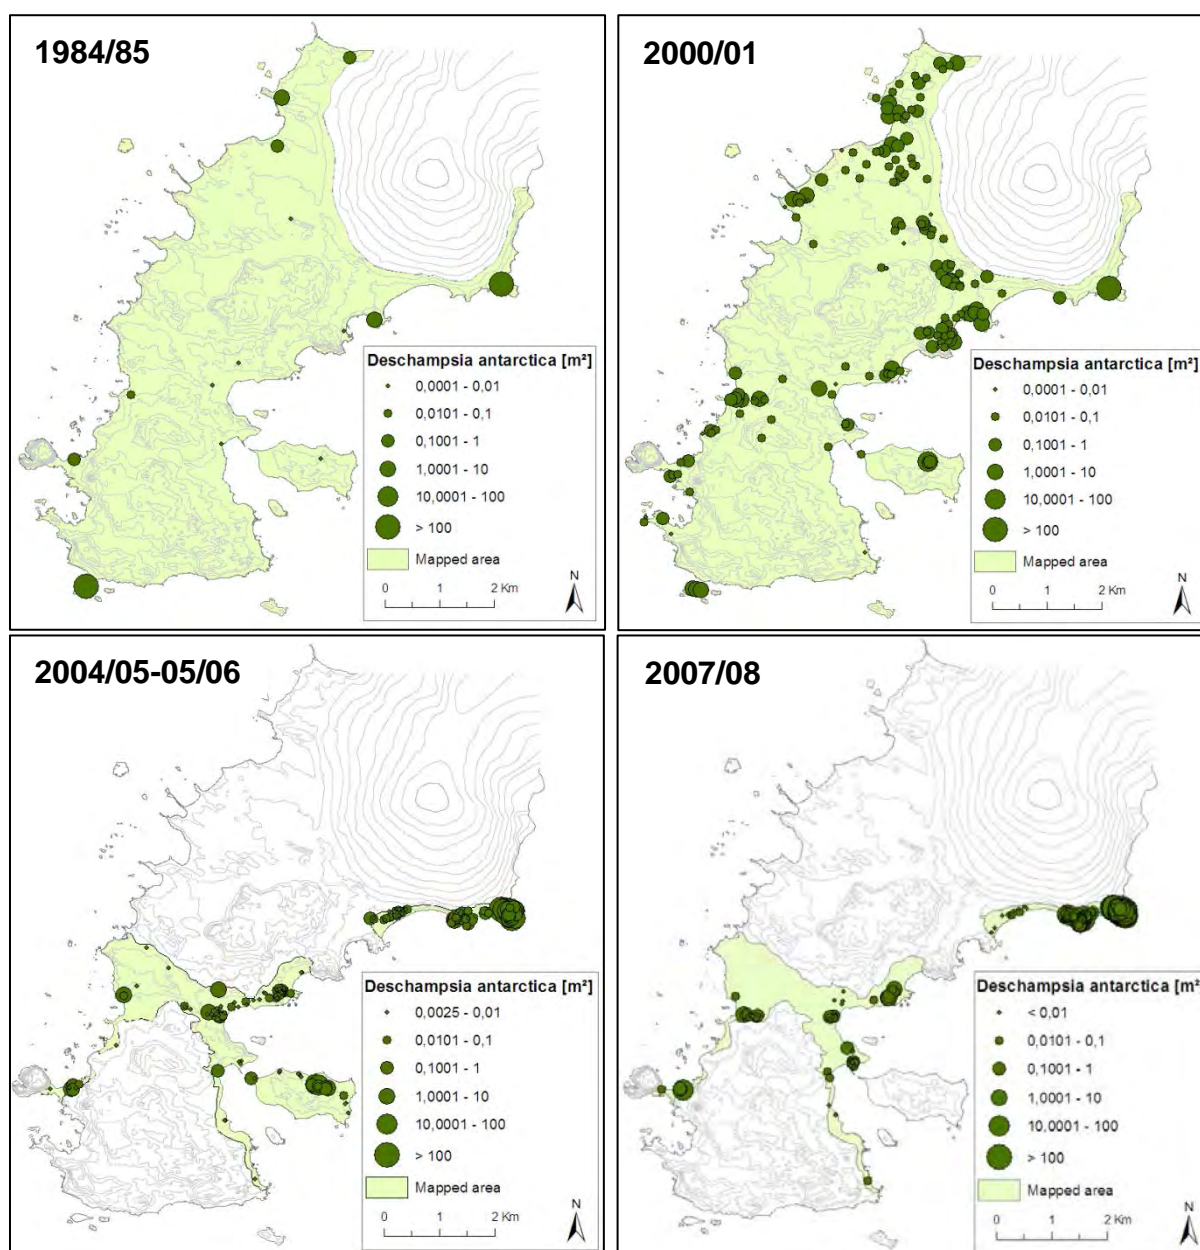 1984/85
Deschampsia antarctica [m²]
0,0001 - 0,01
0,0101 - 0,1
0,1001 - 1
1,0001 - 10
10,0001 - 100
> 100
Mapped area
0 1 2 Km
N
2000/01
Deschampsia antarctica [m²]
0,0001 - 0,01
0,0101 - 0,1
0,1001 - 1
1,0001 - 10
10,0001 - 100
> 100
Mapped area
0 1 2 Km
N
2004/05-05/06
Deschampsia antarctica [m²]
0,0025 - 0,01
0,0101 - 0,1
0,1001 - 1
1,0001 - 10
10,0001 - 100
> 100
Mapped area
0 1 2 Km
N
2007/08
Deschampsia antarctica [m²]
< 0,01
0,0101 - 0,1
0,1001 - 1
1,0001 - 10
10,0001 - 100
> 100
Mapped area
0 1 2 Km
N